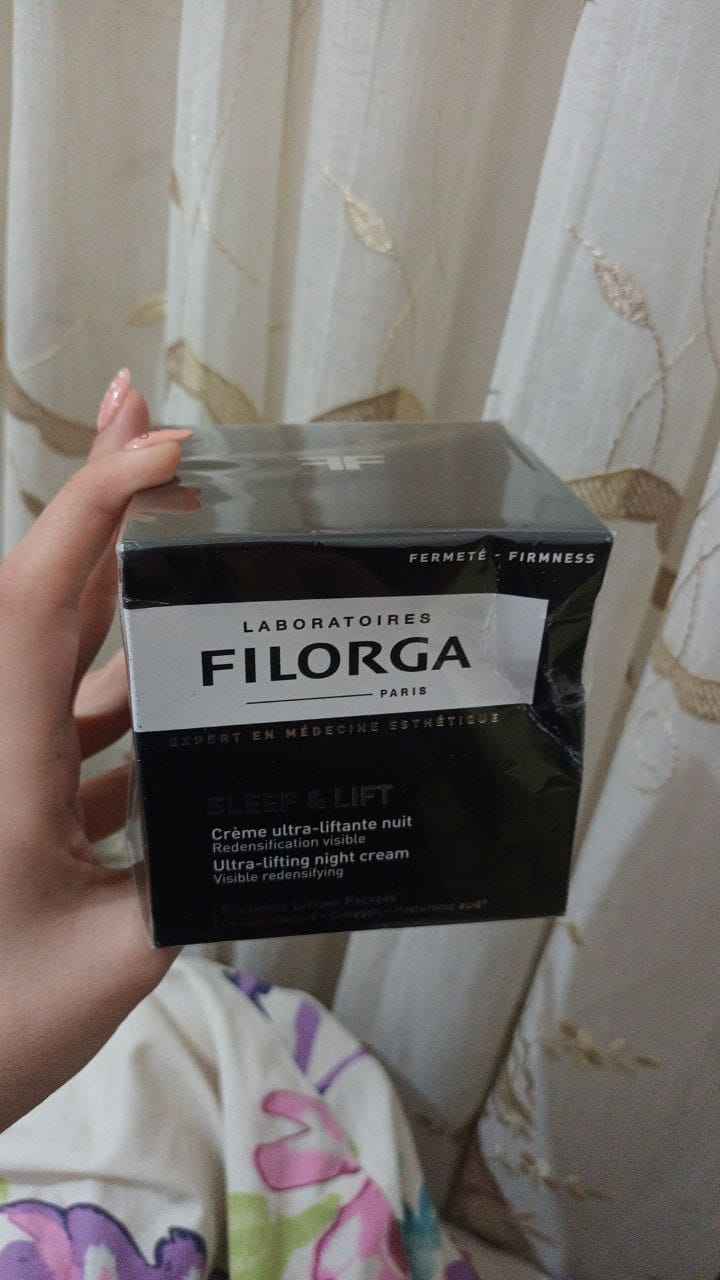 FERMETÉ - FIRMNESS
LABORATOIRES
FILORGA
PARIS
EXPERT EN MÉDECINE ESTHÉTIQUE
SLEEP & LIFT
Crème ultra-liftante nuit
Redensification visible
Ultra-lifting night cream
Visible redensifying